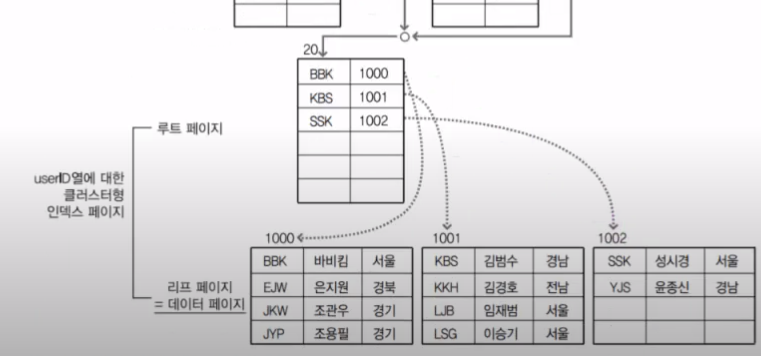 20
BBK 1000
KBS 1001
SSK 1002
루트 페이지
userID열에 대한
클러스터형
인덱스 페이지
1000 1001 1002
BBK 바비킴 서울 KBS 김범수 경남 SSK 성시경 서울
리프 페이지 EJW 은지원 경북 KKH 김경호 전남 YJS 윤종신 경남
= 데이터 페이지 JKW 조관우 경기 LJB 임재범 서울
JYP 조용필 경기 LSG 이승기 서울